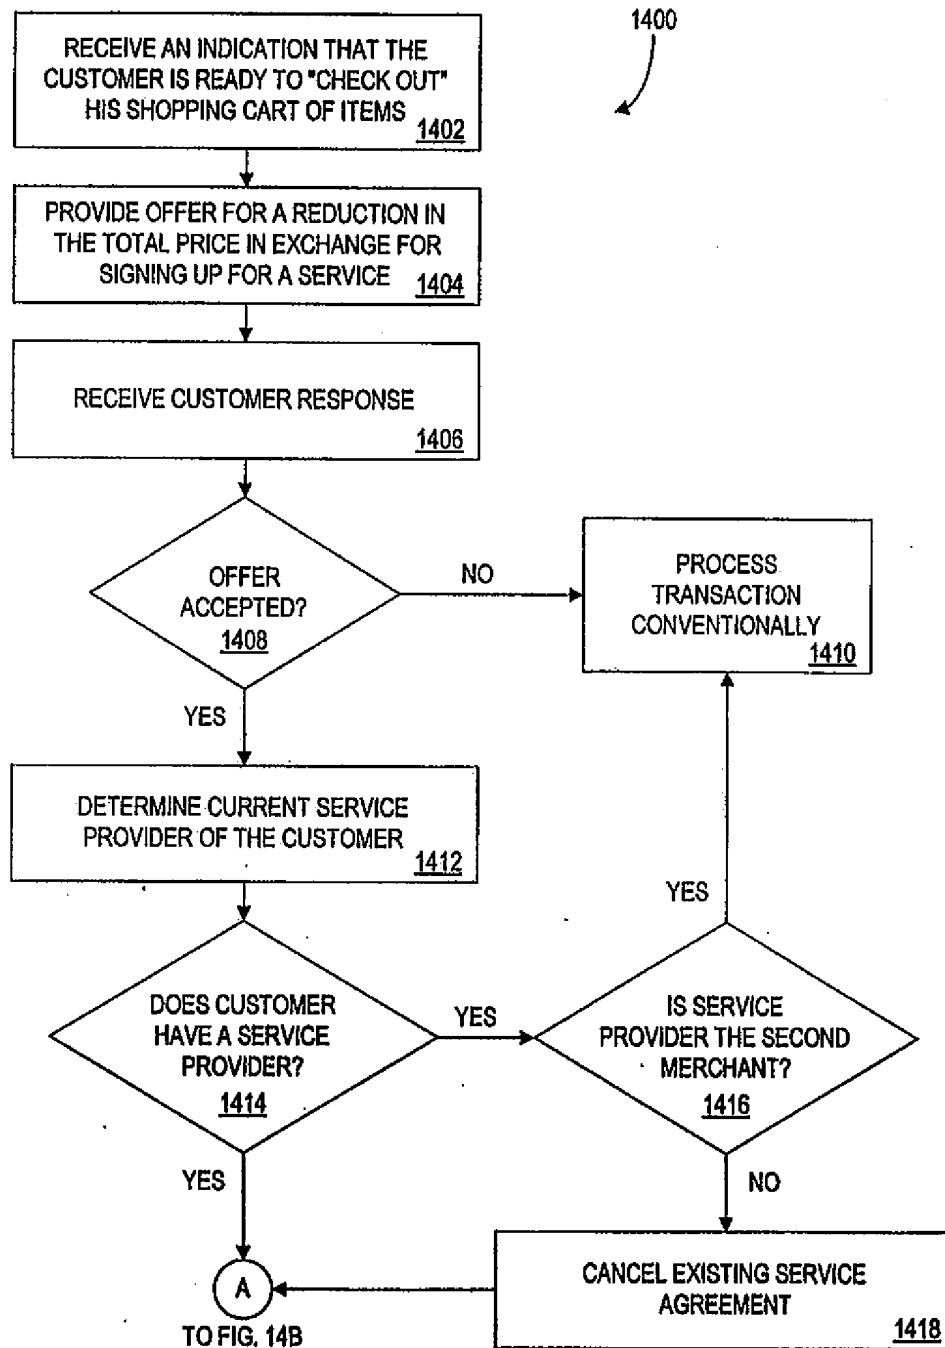 1400
RECEIVE AN INDICATION THAT THE
CUSTOMER IS READY TO "CHECK OUT"
HIS SHOPPING CART OF ITEMS
1402
PROVIDE OFFER FOR A REDUCTION IN
THE TOTAL PRICE IN EXCHANGE FOR
SIGNING UP FOR A SERVICE
1404
RECEIVE CUSTOMER RESPONSE
1406
OFFER
ACCEPTED?
1408
NO
PROCESS
TRANSACTION
CONVENTIONALLY
1410
YES
DETERMINE CURRENT SERVICE
PROVIDER OF THE CUSTOMER
1412
YES
DOES CUSTOMER
HAVE A SERVICE
PROVIDER?
1414
YES
IS SERVICE
PROVIDER THE SECOND
MERCHANT?
1416
YES
NO
A
TO FIG. 14B
CANCEL EXISTING SERVICE
AGREEMENT
1418